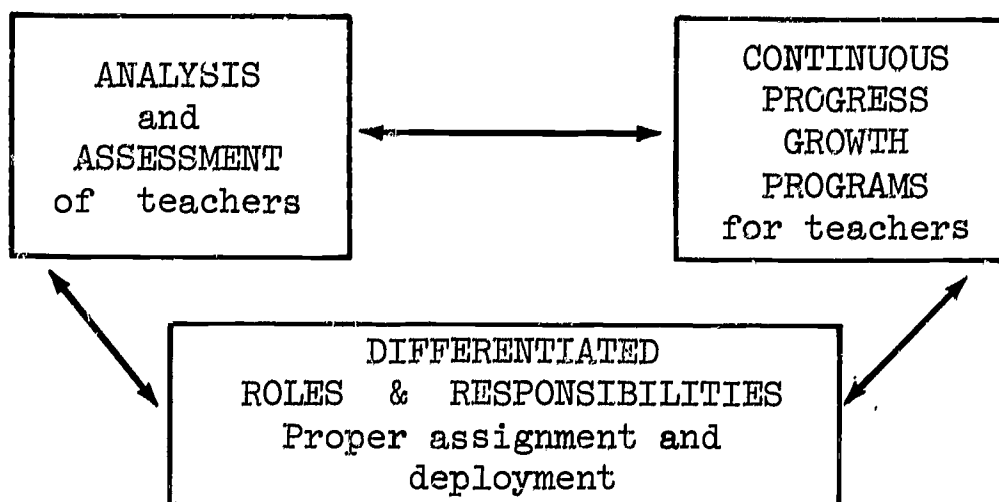 ANALYSIS
and
ASSESSMENT
of teachers
CONTINUOUS
PROGRESS
GROWTH
PROGRAMS
for teachers
DIFFERENTIATED
ROLES & RESPONSIBILITIES
Proper assignment and
deployment